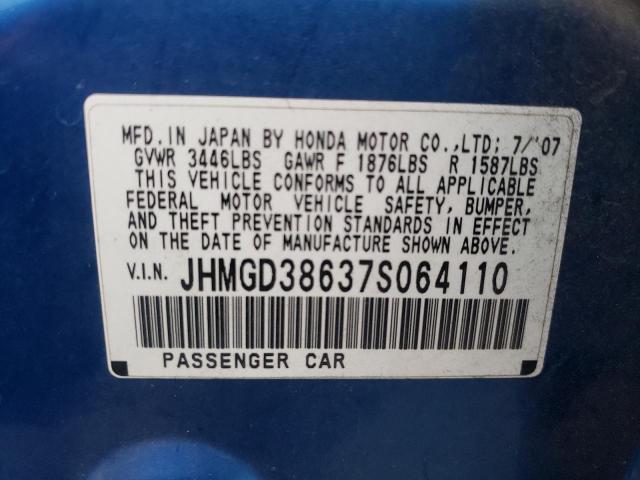 MFD. IN JAPAN BY HONDA MOTOR CO.,LTD; 7/'07
GVWR 3446LBS GAWR F 1876LBS R 1587LBS
THIS VEHICLE CONFORMS TO ALL APPLICABLE
FEDERAL MOTOR VEHICLE SAFETY, BUMPER,
AND THEFT PREVENTION STANDARDS IN EFFECT
ON THE DATE OF MANUFACTURE SHOWN ABOVE.
V.I.N. JHMGD38637S064110
PASSENGER CAR